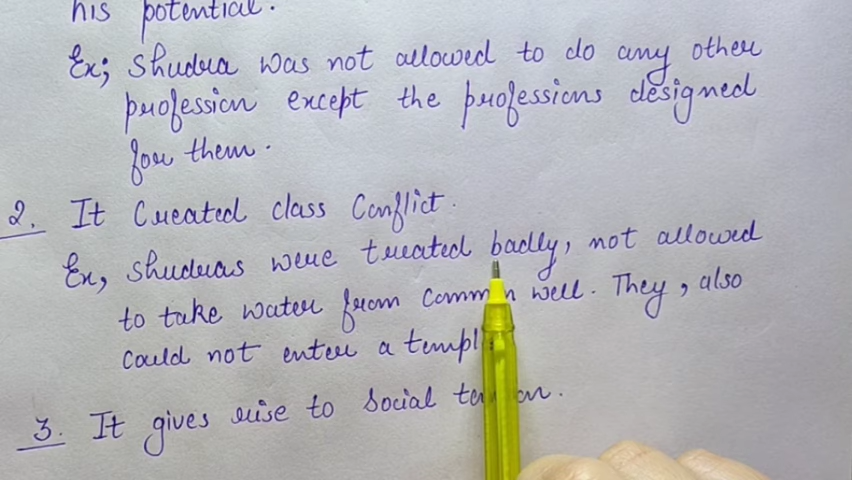 his potential.
Ex; Shudra was not allowed to do any other
profession except the professions designed
for them.
2. It Created class Conflict.
Ex, Shudras were treated badly, not allowed
to take water from common well. They, also
could not enter a templ
3. It gives rise to Social